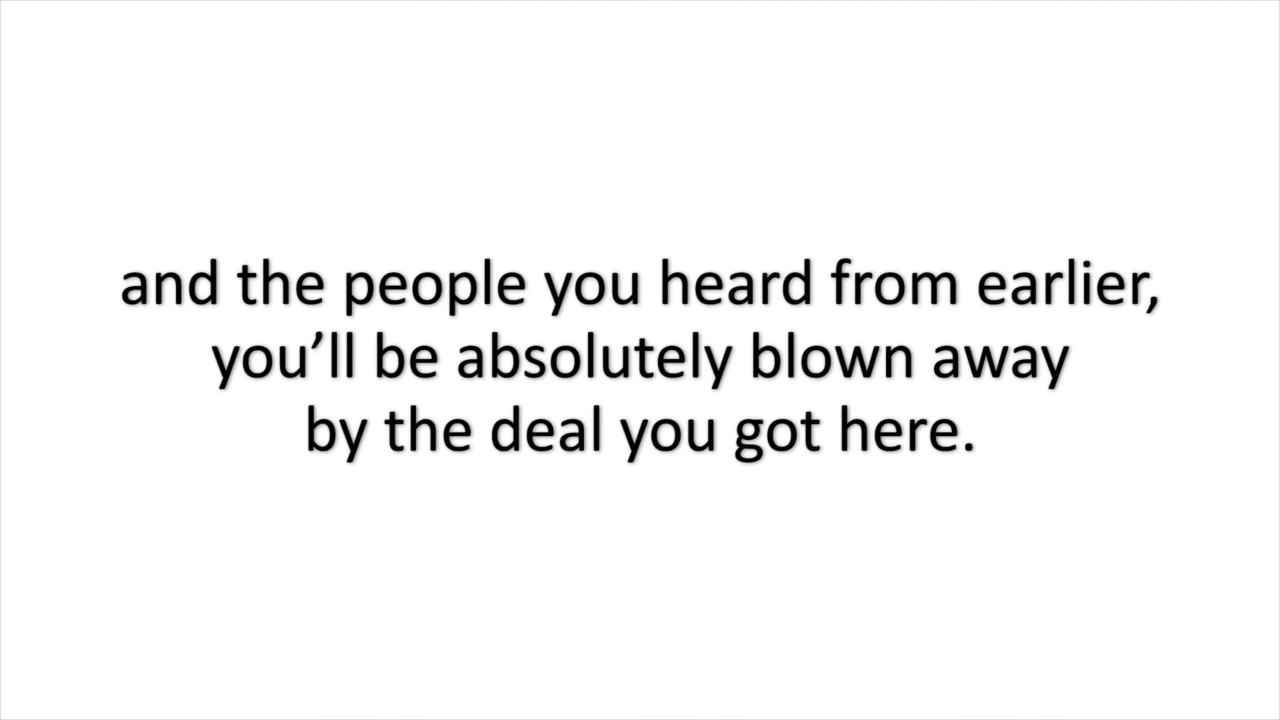 and the people you heard from earlier,
you’ll be absolutely blown away
by the deal you got here.